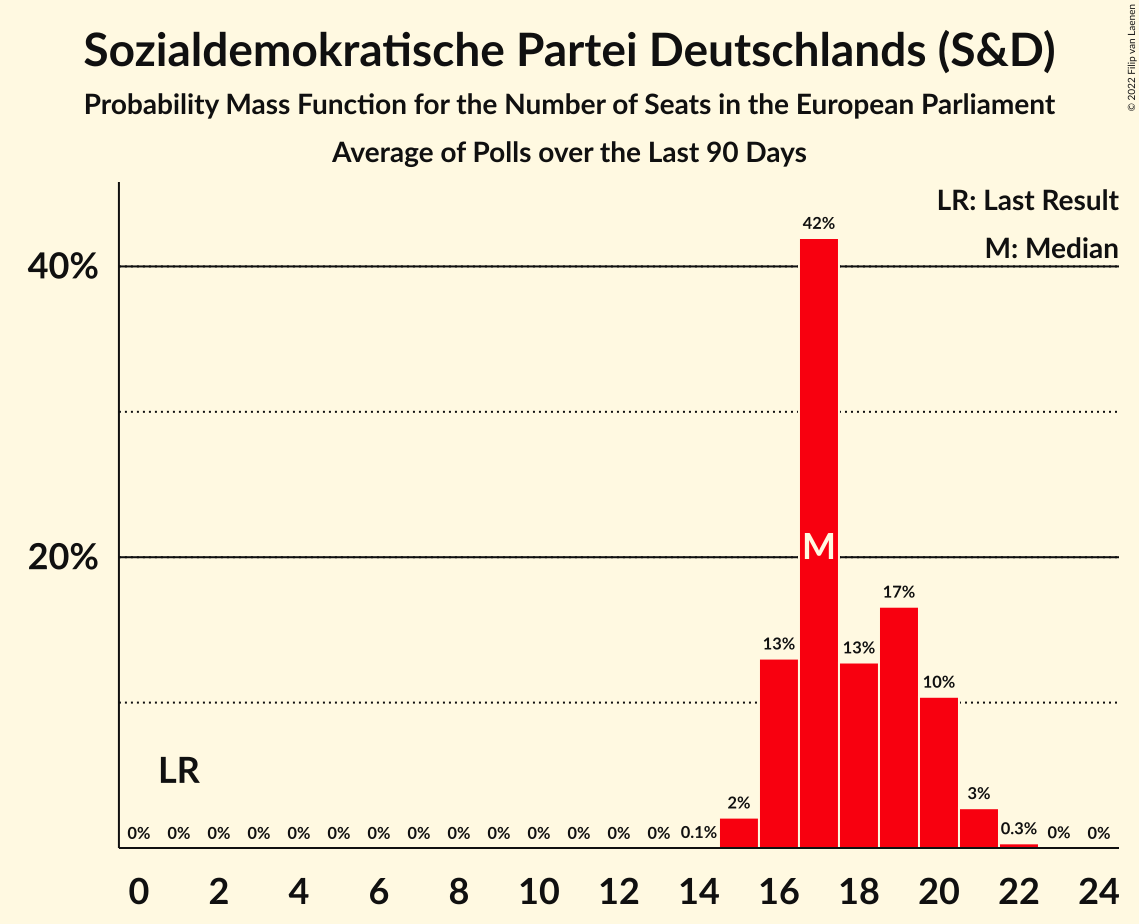 Sozialdemokratische Partei Deutschlands (S&D)
Probability Mass Function for the Number of Seats in the European Parliament
Average of Polls over the Last 90 Days
© 2022 Filip van Laenen
LR: Last Result
M: Median
42%
40%
M
20%
17%
13%
13%
10%
LR
3%
2%
0% 0% 0% 0% 0% 0% 0% 0% 0% 0% 0% 0% 0% 0% 0.1% 0.3% 0% 0%
0 2 4 6 8 10 12 14 16 18 20 22 24